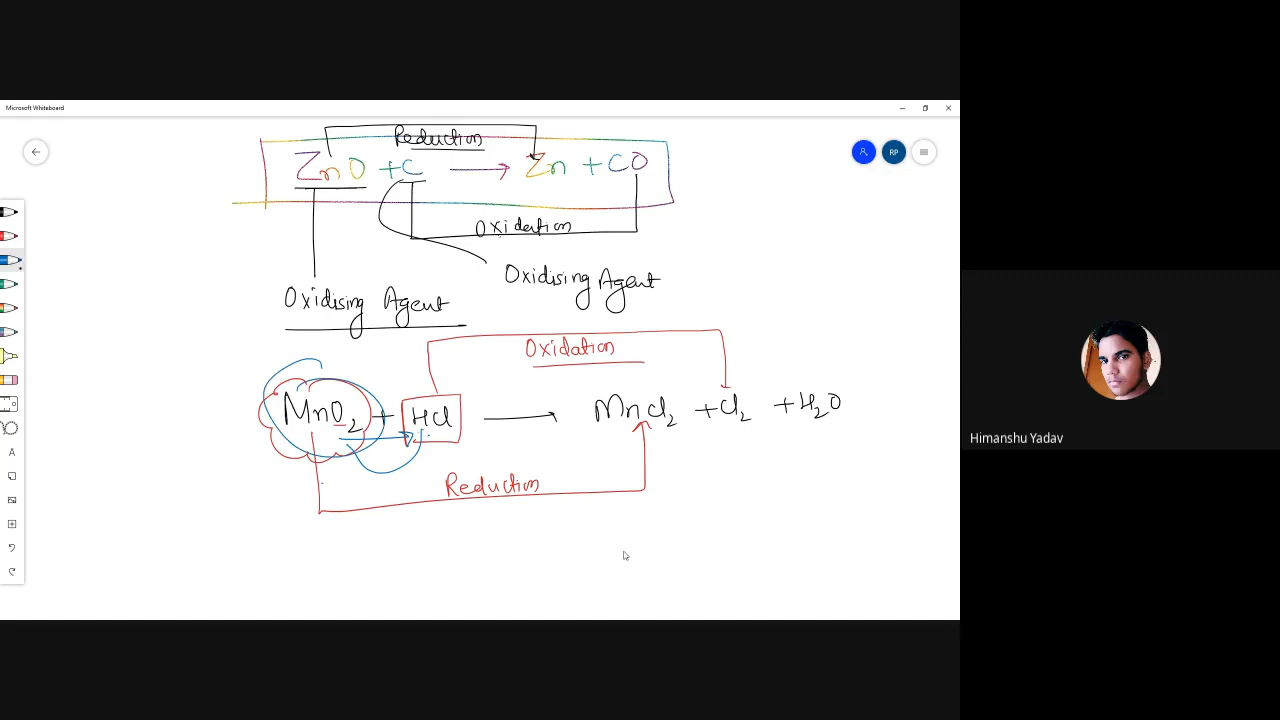 Microsoft Whiteboard
RP
Reduction
ZnO + C → Zn + CO
Oxidation
Oxidising Agent
Oxidising Agent
Oxidation
MnO2 + HCl → MnCl2 + Cl2 + H2O
Reduction
A
Himanshu Yadav